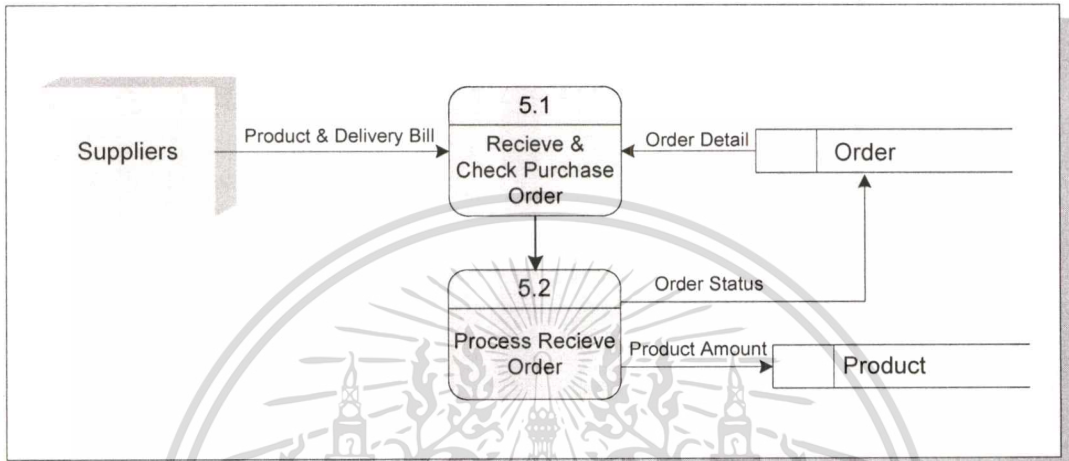 Suppliers
Product & Delivery Bill
5.1
Recieve &
Check Purchase
Order
Order Detail
Order
5.2
Process Recieve
Order
Order Status
Product Amount
Product